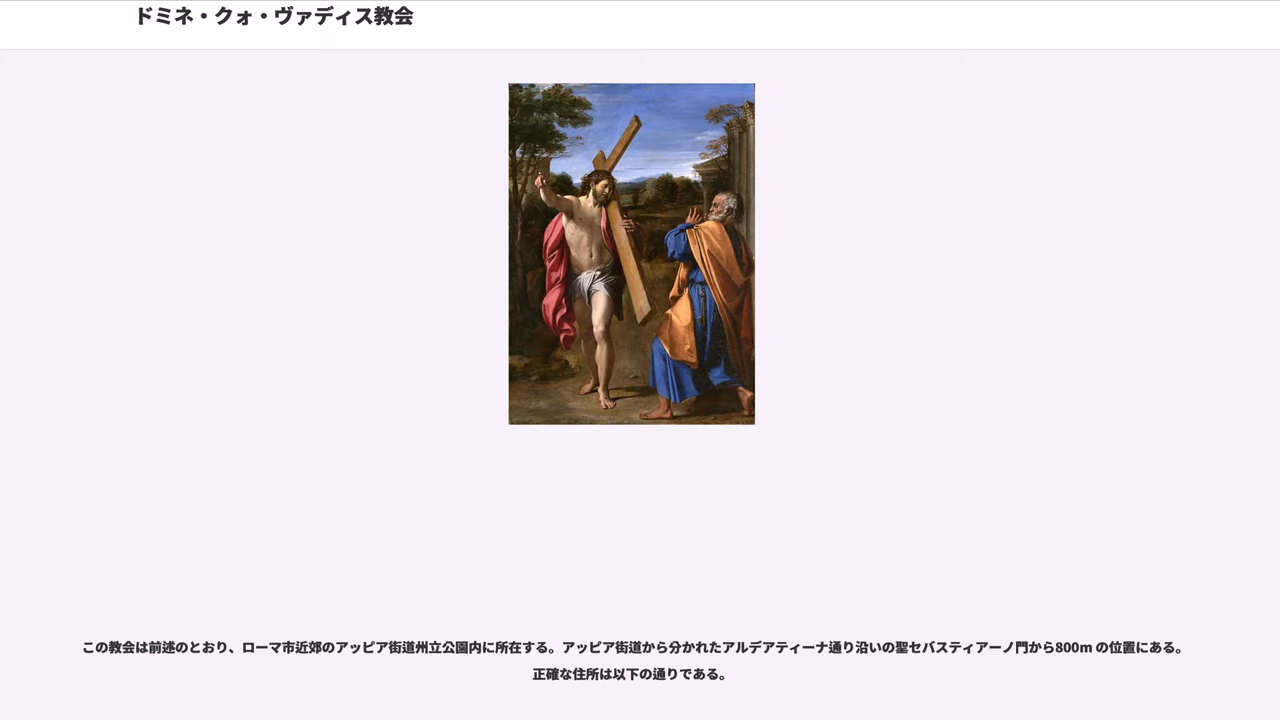 ドミネ・クォ・ヴァディス教会
この教会は前述のとおり、ローマ市近郊のアッピア街道州立公園内に所在する。アッピア街道から分かれたアルデアティーナ通り沿いの聖セバスティアーノ門から800m の位置にある。
正確な住所は以下の通りである。